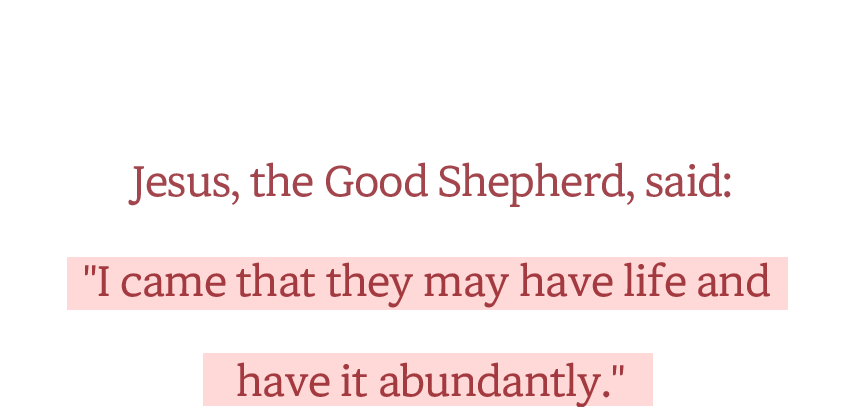 Jesus, the Good Shepherd, said:
"I came that they may have life and
have it abundantly."